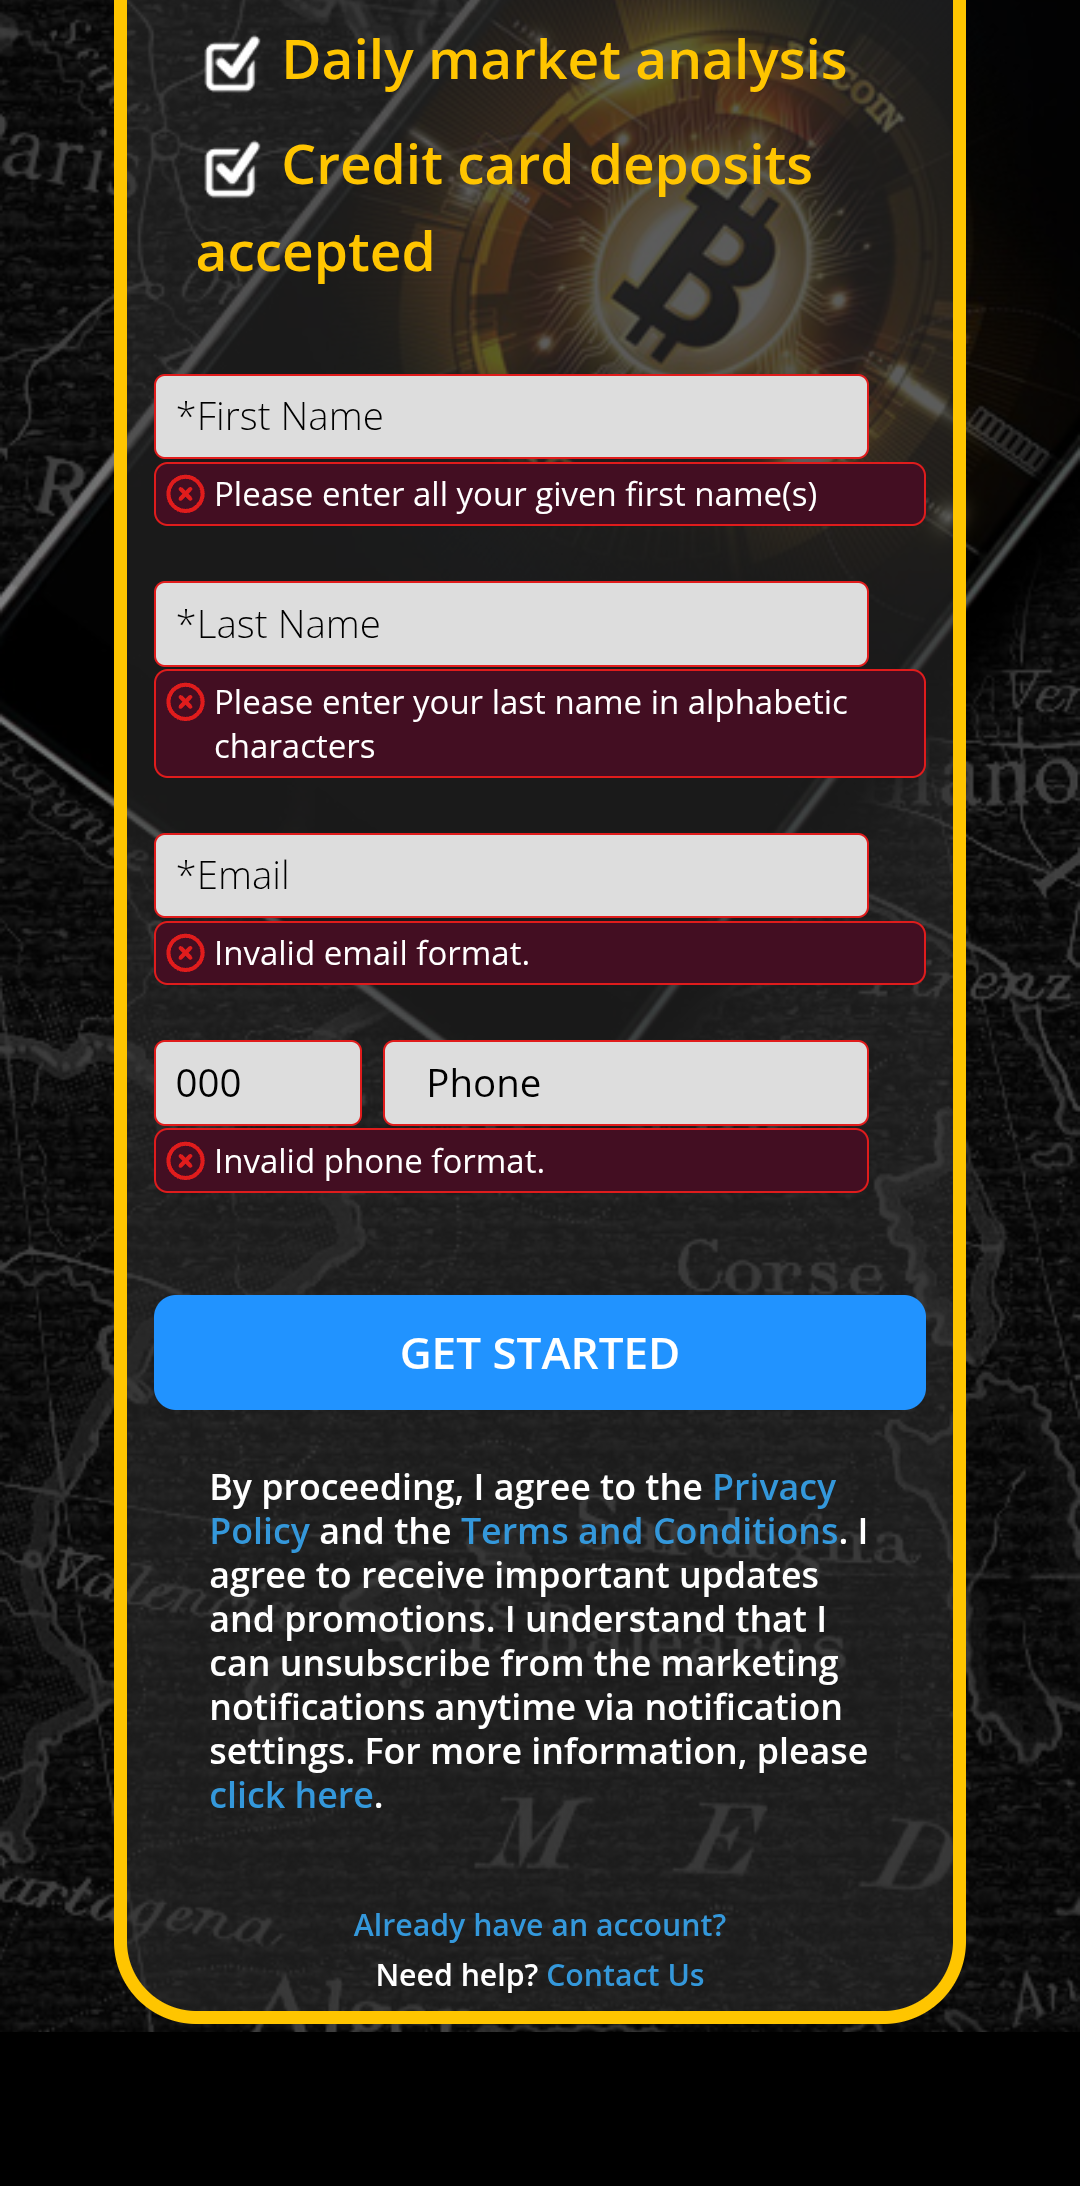 Daily market analysis
COIN
Credit card deposits
accepted
Paris
R
*First Name
Please enter all your given first name(s)
*Last Name
Please enter your last name in alphabetic
characters
*Email
Invalid email format.
000
Phone
Invalid phone format.
Corse
GET STARTED
By proceeding, I agree to the Privacy
Policy and the Terms and Conditions. I
agree to receive important updates
and promotions. I understand that I
can unsubscribe from the marketing
notifications anytime via notification
settings. For more information, please
click here.
M E D
Already have an account?
Need help? Contact Us